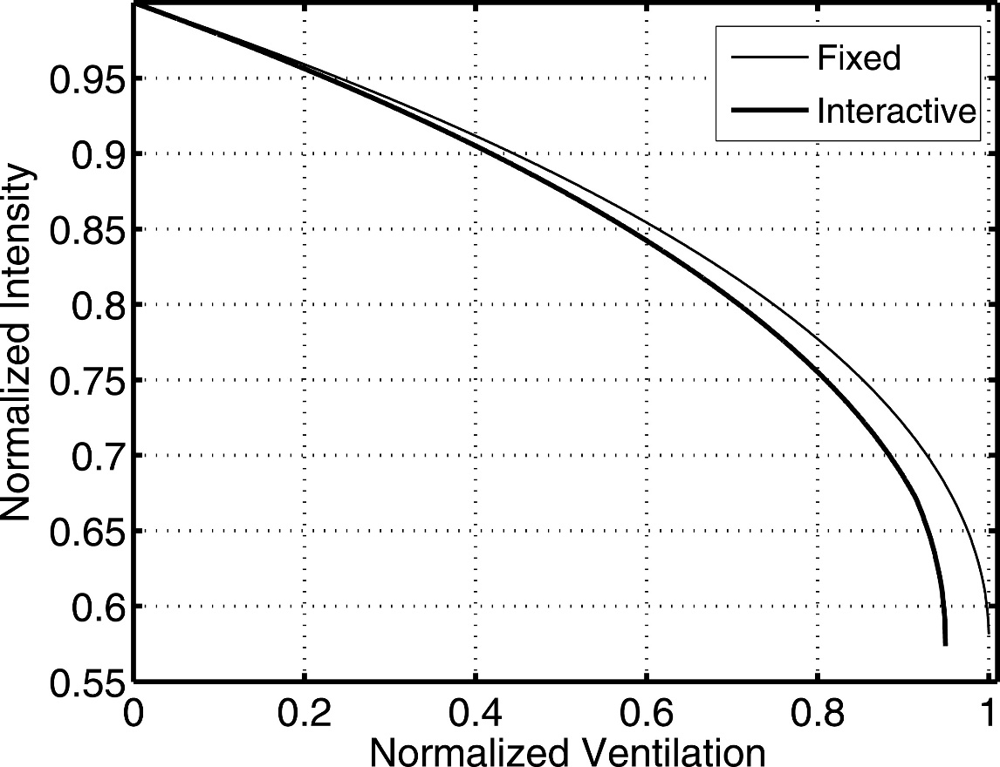 Fixed
Interactive
0.95
0.9
0.85
0.8
0.75
0.7
0.65
0.6
0.55
Normalized Intensity
0 0.2 0.4 0.6 0.8 1
Normalized Ventilation